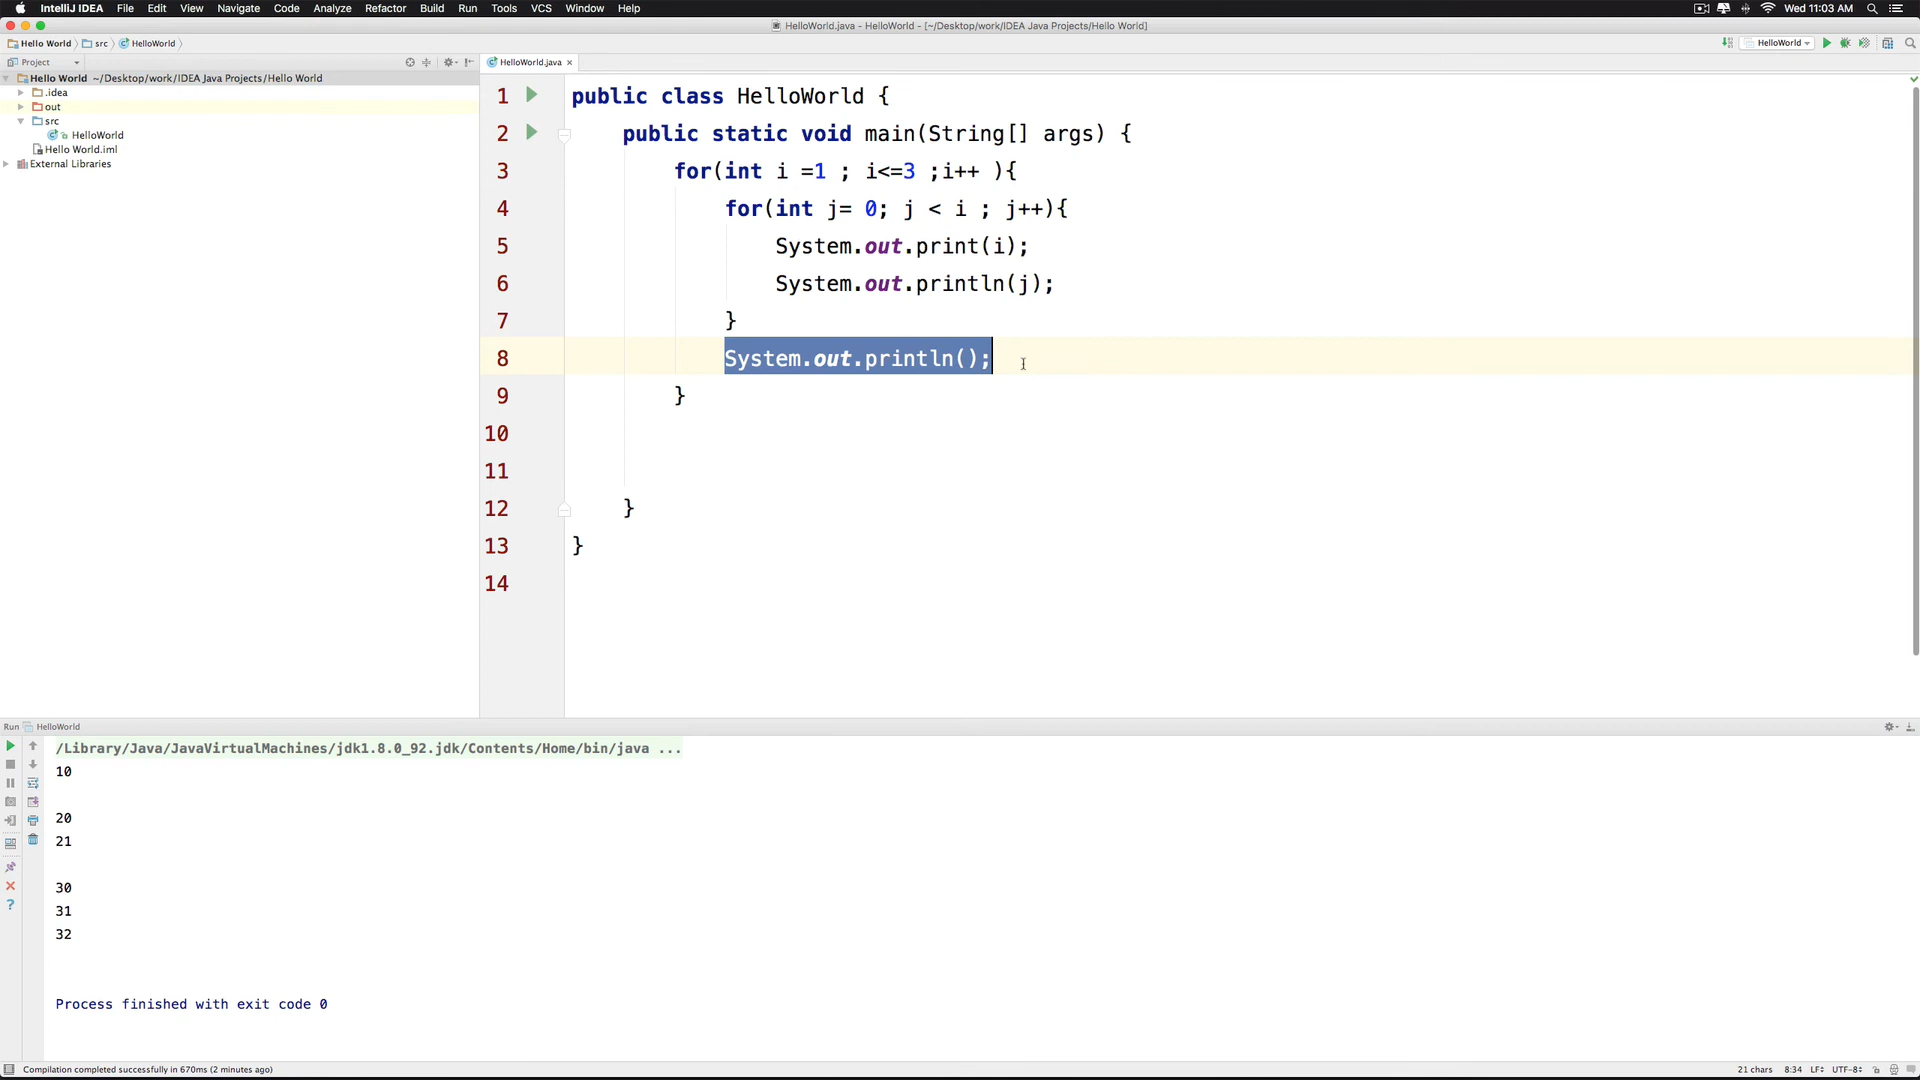 IntelliJ IDEA File Edit View Navigate Code Analyze Refactor Build Run Tools VCS Window Help Wed 11:03 AM
HelloWorld.java - HelloWorld - [~/Desktop/work/IDEA Java Projects/Hello World]
Hello World src HelloWorld HelloWorld
Project HelloWorld.java
Hello World ~/Desktop/work/IDEA Java Projects/Hello World
.idea
out
src
HelloWorld
Hello World.iml
External Libraries
1 public class HelloWorld {
2 public static void main(String[] args) {
3 for(int i =1 ; i<=3 ;i++ ){
4 for(int j= 0; j < i ; j++){
5 System.out.print(i);
6 System.out.println(j);
7 }
8 System.out.println();
9 }
10
11
12 }
13 }
14
Run HelloWorld
/Library/Java/JavaVirtualMachines/jdk1.8.0_92.jdk/Contents/Home/bin/java ...
10
20
21
30
31
32
Process finished with exit code 0
Compilation completed successfully in 670ms (2 minutes ago) 21 chars 8:34 LF UTF-8